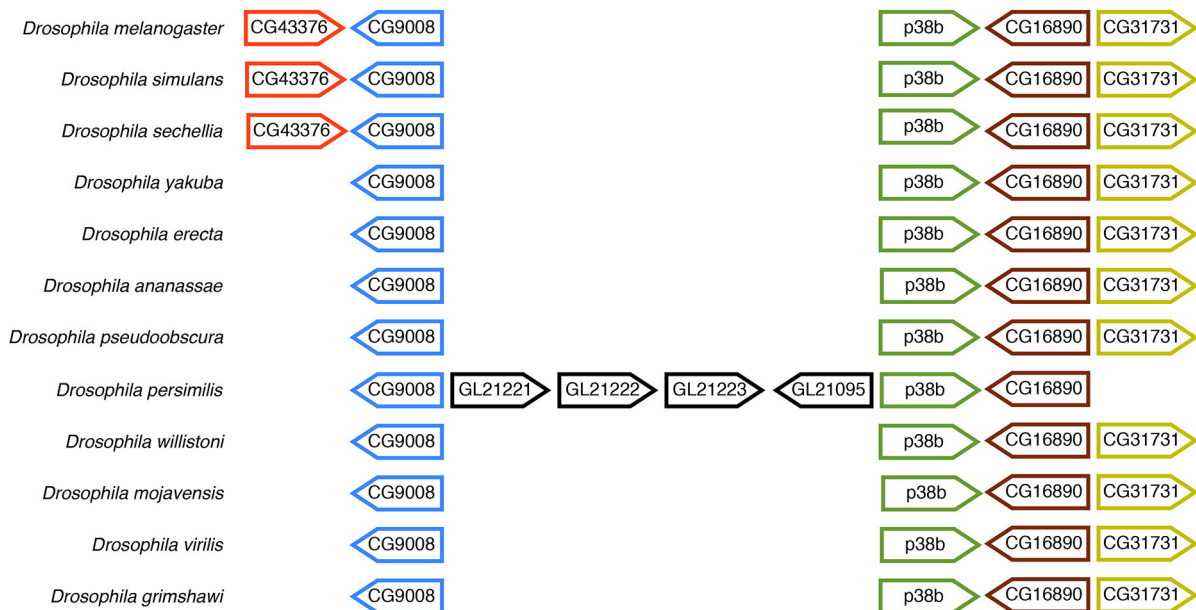 Drosophila melanogaster CG43376 CG9008 p38b CG16890 CG31731
Drosophila simulans CG43376 CG9008 p38b CG16890 CG31731
Drosophila sechellia CG43376 CG9008 p38b CG16890 CG31731
Drosophila yakuba CG9008 p38b CG16890 CG31731
Drosophila erecta CG9008 p38b CG16890 CG31731
Drosophila ananassae CG9008 p38b CG16890 CG31731
Drosophila pseudoobscura CG9008 p38b CG16890 CG31731
Drosophila persimilis CG9008 GL21221 GL21222 GL21223 GL21095 p38b CG16890
Drosophila willistoni CG9008 p38b CG16890 CG31731
Drosophila mojavensis CG9008 p38b CG16890 CG31731
Drosophila virilis CG9008 p38b CG16890 CG31731
Drosophila grimshawi CG9008 p38b CG16890 CG31731